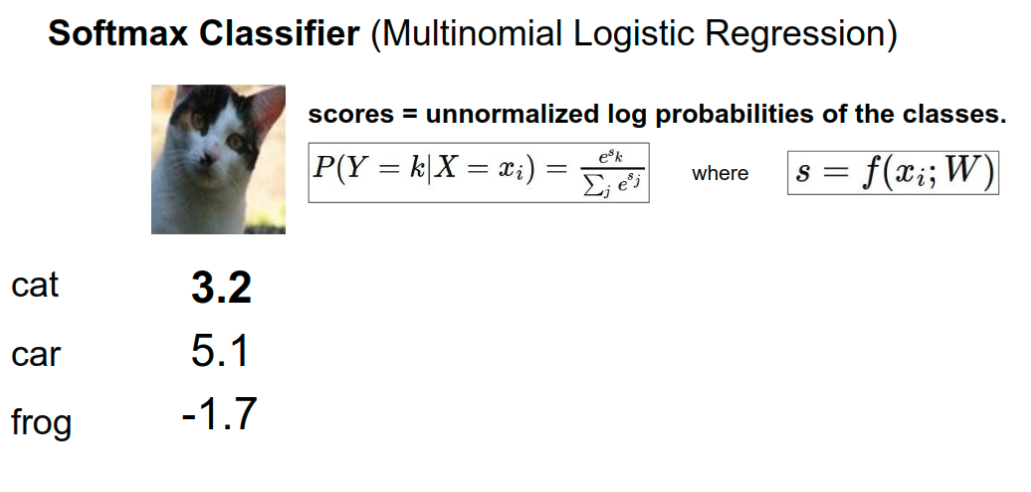 Softmax Classifier (Multinomial Logistic Regression)
scores = unnormalized log probabilities of the classes.
P(Y = k|X = x_i) = \frac{e^{s_k}}{\sum_j e^{s_j}} where s = f(x_i; W)
cat 3.2
car 5.1
frog -1.7